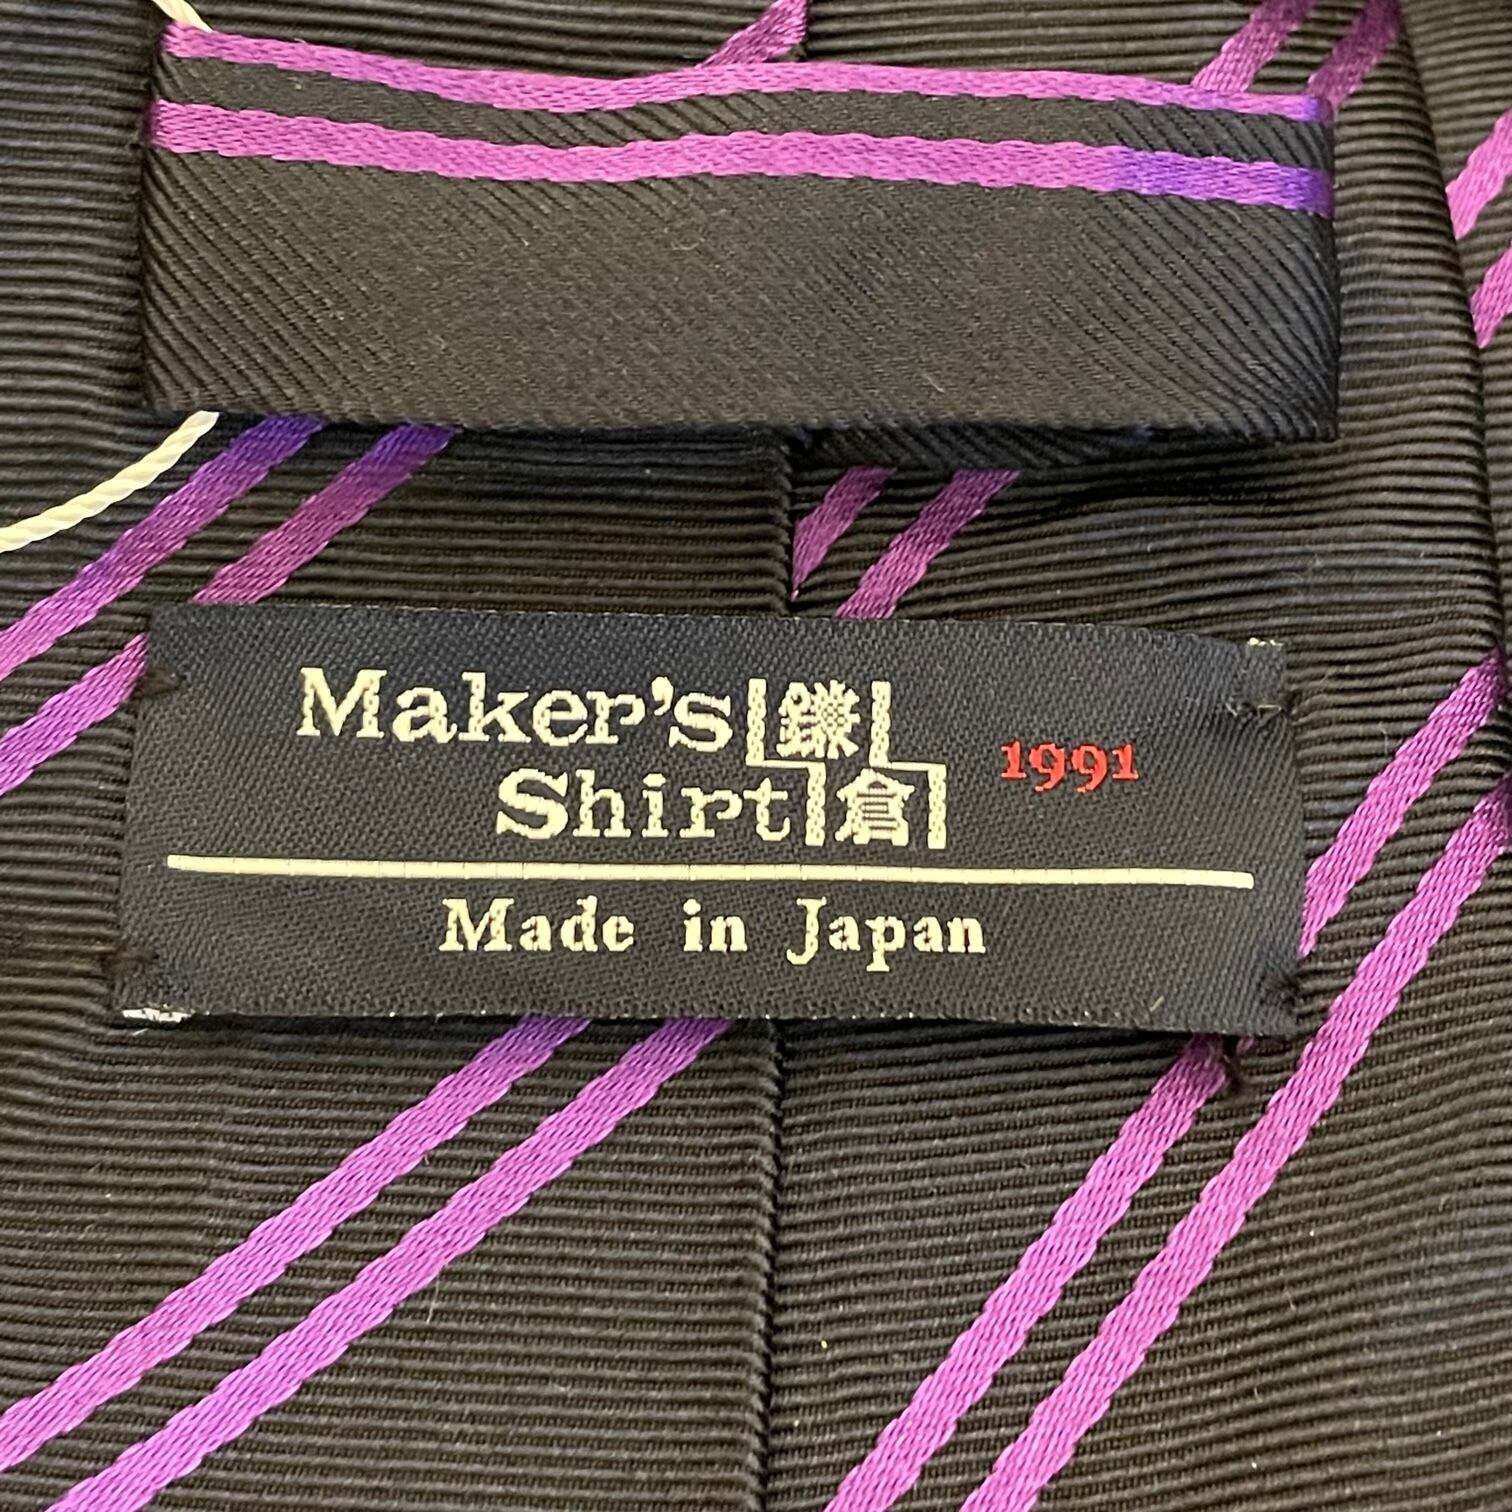 Maker's 鎌
Shirt 倉
1991
Made in Japan